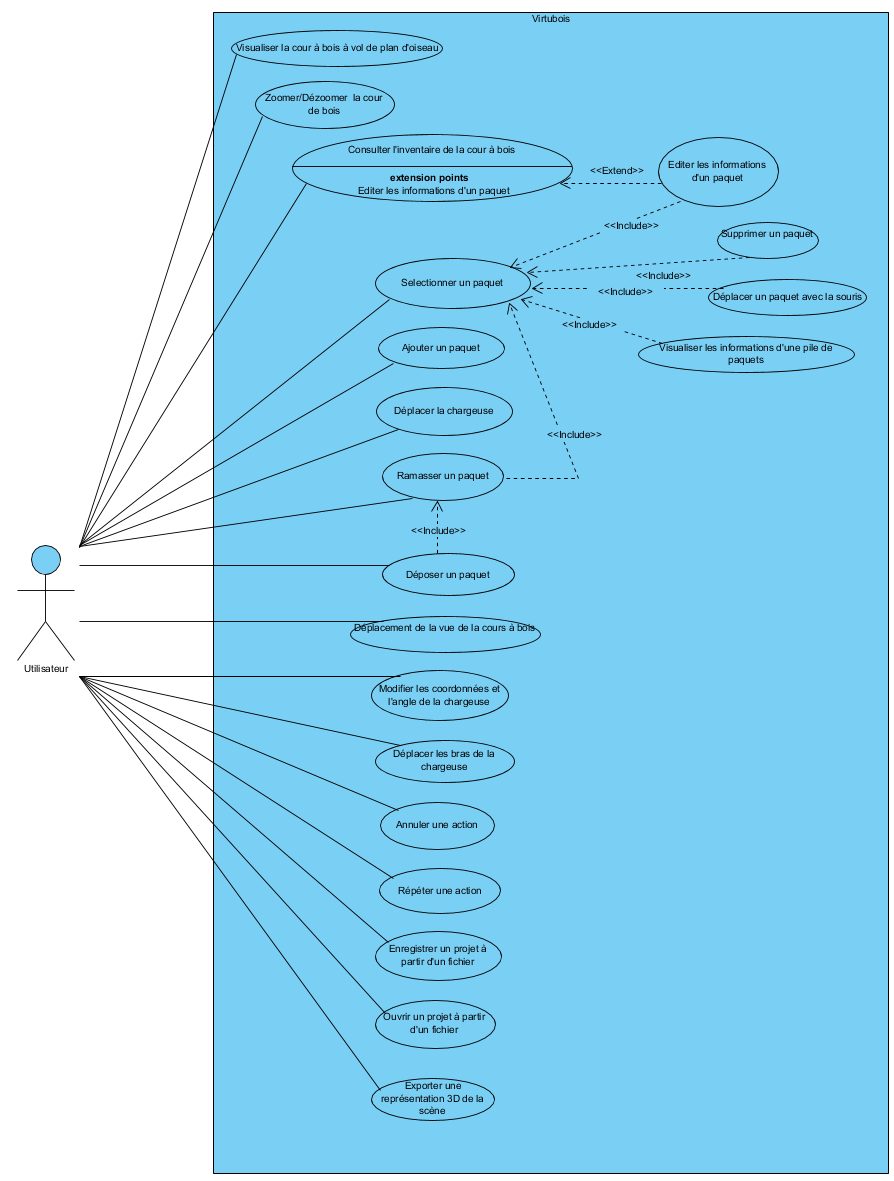 Virtubois
Visualiser la cour à bois à vol de plan d'oiseau
Zoomer/Dézoomer la cour
de bois
Consulter l'inventaire de la cour à bois
extension points
Editer les informations d'un paquet
<<Extend>>
Editer les informations
d'un paquet
<<Include>>
Supprimer un paquet
<<Include>>
Selectionner un paquet
<<Include>>
Déplacer un paquet avec la souris
<<Include>>
Visualiser les informations d'une pile de
paquets
Ajouter un paquet
Déplacer la chargeuse
<<Include>>
Ramasser un paquet
<<Include>>
Déposer un paquet
Déplacement de la vue de la cours à bois
Utilisateur
Modifier les coordonnées et
l'angle de la chargeuse
Déplacer les bras de la
chargeuse
Annuler une action
Répéter une action
Enregistrer un projet à
partir d'un fichier
Ouvrir un projet à partir
d'un fichier
Exporter une
représentation 3D de la
scène